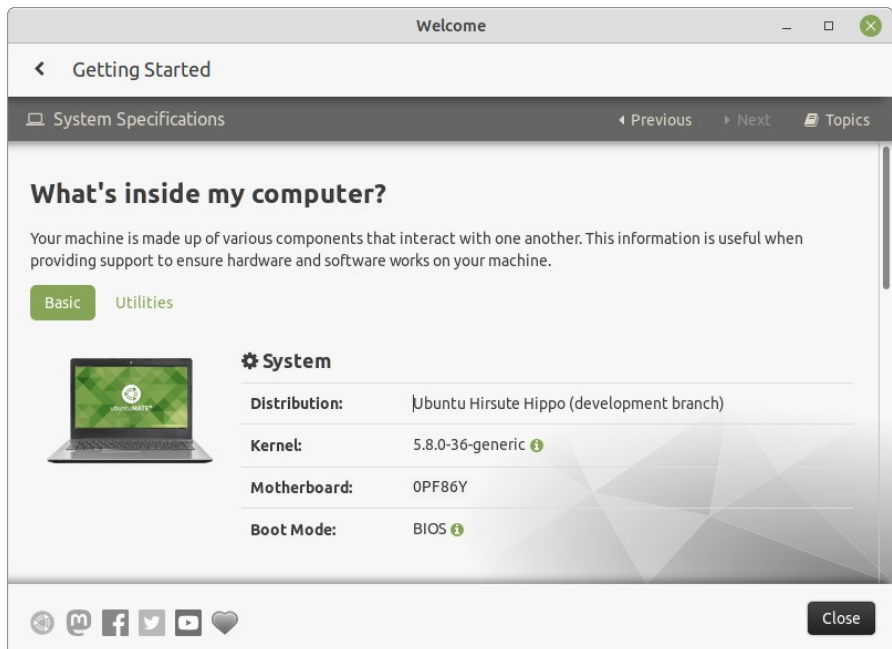 Welcome
Getting Started
System Specifications
Previous Next Topics
What's inside my computer?
Your machine is made up of various components that interact with one another. This information is useful when
providing support to ensure hardware and software works on your machine.
Basic Utilities
ubuntu MATE
System
Distribution: Ubuntu Hirsute Hippo (development branch)
Kernel: 5.8.0-36-generic
Motherboard: 0PF86Y
Boot Mode: BIOS
Close